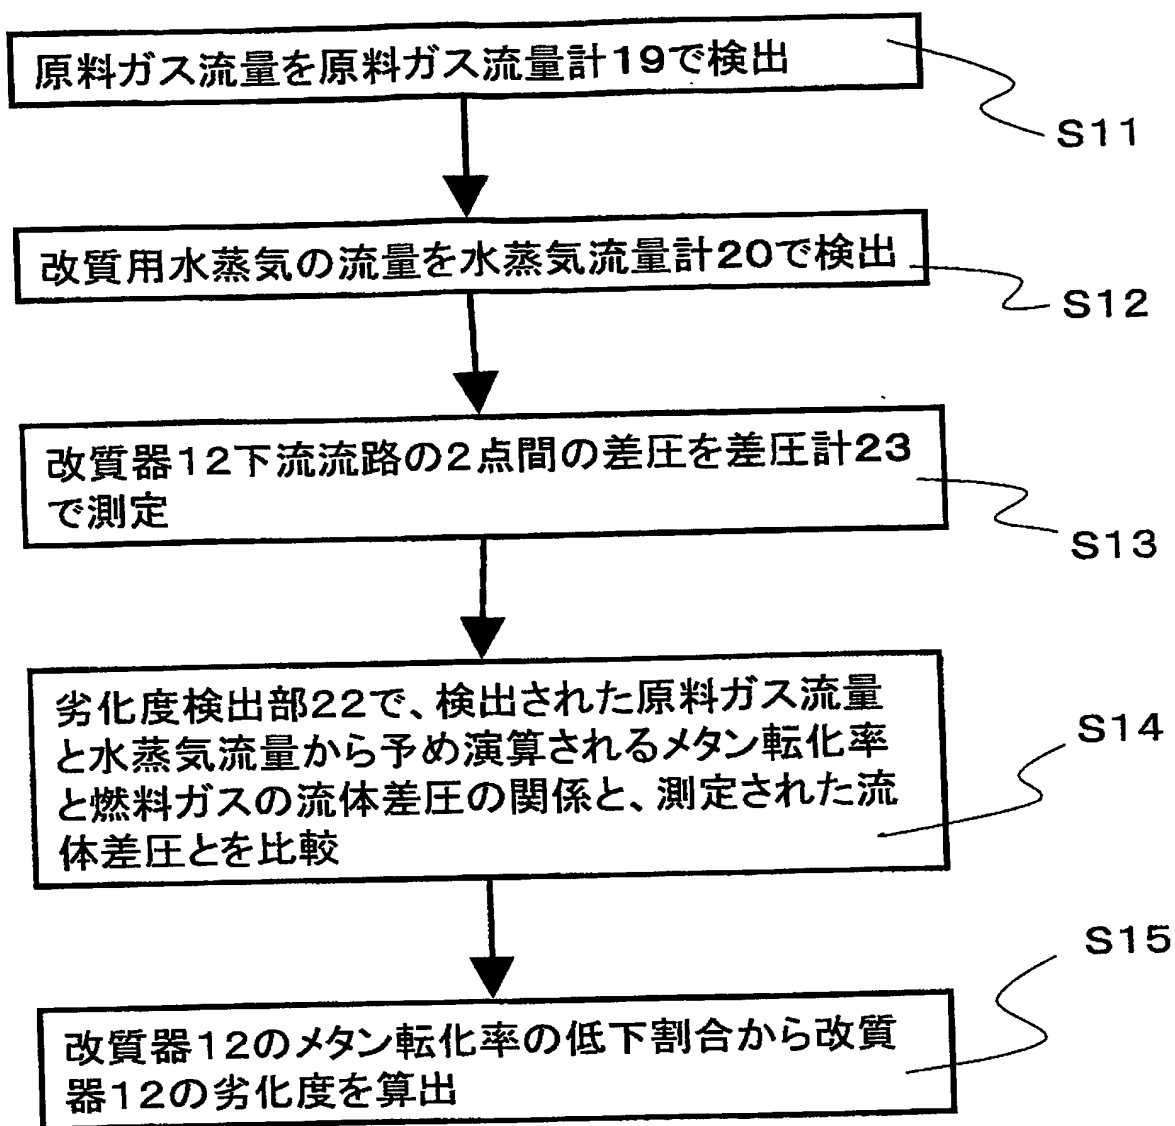 原料ガス流量を原料ガス流量計19で検出
S11
改質用水蒸気の流量を水蒸気流量計20で検出
S12
改質器12下流流路の2点間の差圧を差圧計23
で測定
S13
劣化度検出部22で、検出された原料ガス流量
と水蒸気流量から予め演算されるメタン転化率
と燃料ガスの流体差圧の関係と、測定された流
体差圧とを比較
S14
改質器12のメタン転化率の低下割合から改質
器12の劣化度を算出
S15